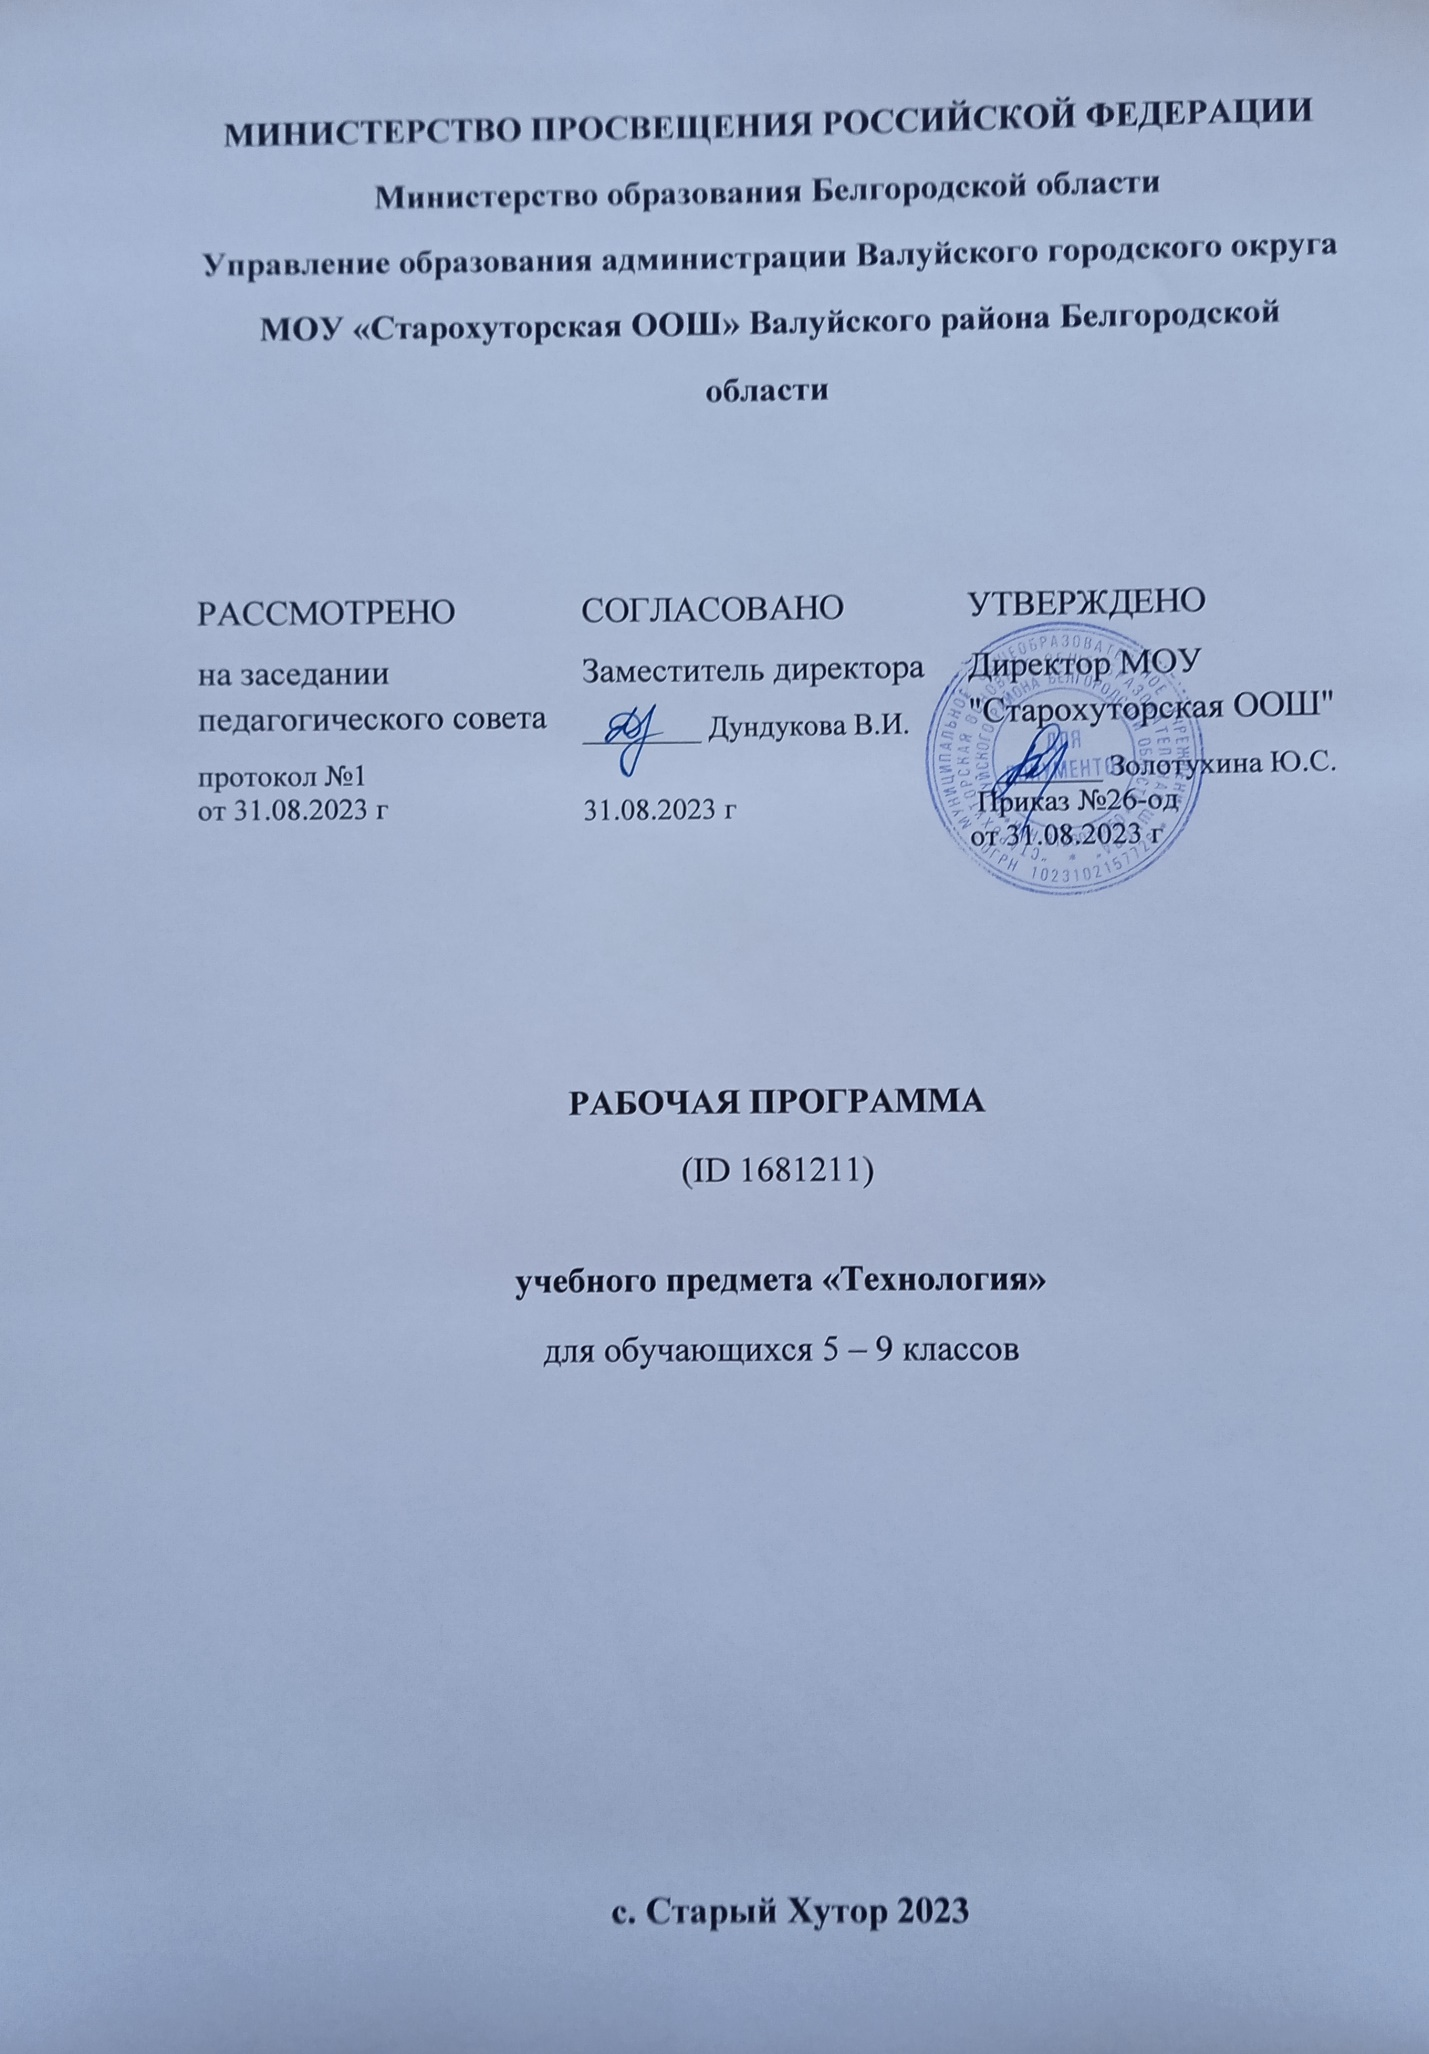 МИНИСТЕРСТВО ПРОСВЕЩЕНИЯ РОССИЙСКОЙ ФЕДЕРАЦИИ
Министерство образования Белгородской области
Управление образования администрации Валуйского городского округа
МОУ «Старохуторская ООШ» Валуйского района Белгородской
области
РАССМОТРЕНО
на заседании
педагогического совета
протокол №1
от 31.08.2023 г
СОГЛАСОВАНО
Заместитель директора
Дундукова В.И.
31.08.2023 г
УТВЕРЖДЕНО
Директор МОУ
"Старохуторская ООШ"
Золотухина Ю.С.
Приказ №26-од
от 31.08.2023 г
РАБОЧАЯ ПРОГРАММА
(ID 1681211)
учебного предмета «Технология»
для обучающихся 5 – 9 классов
с. Старый Хутор 2023